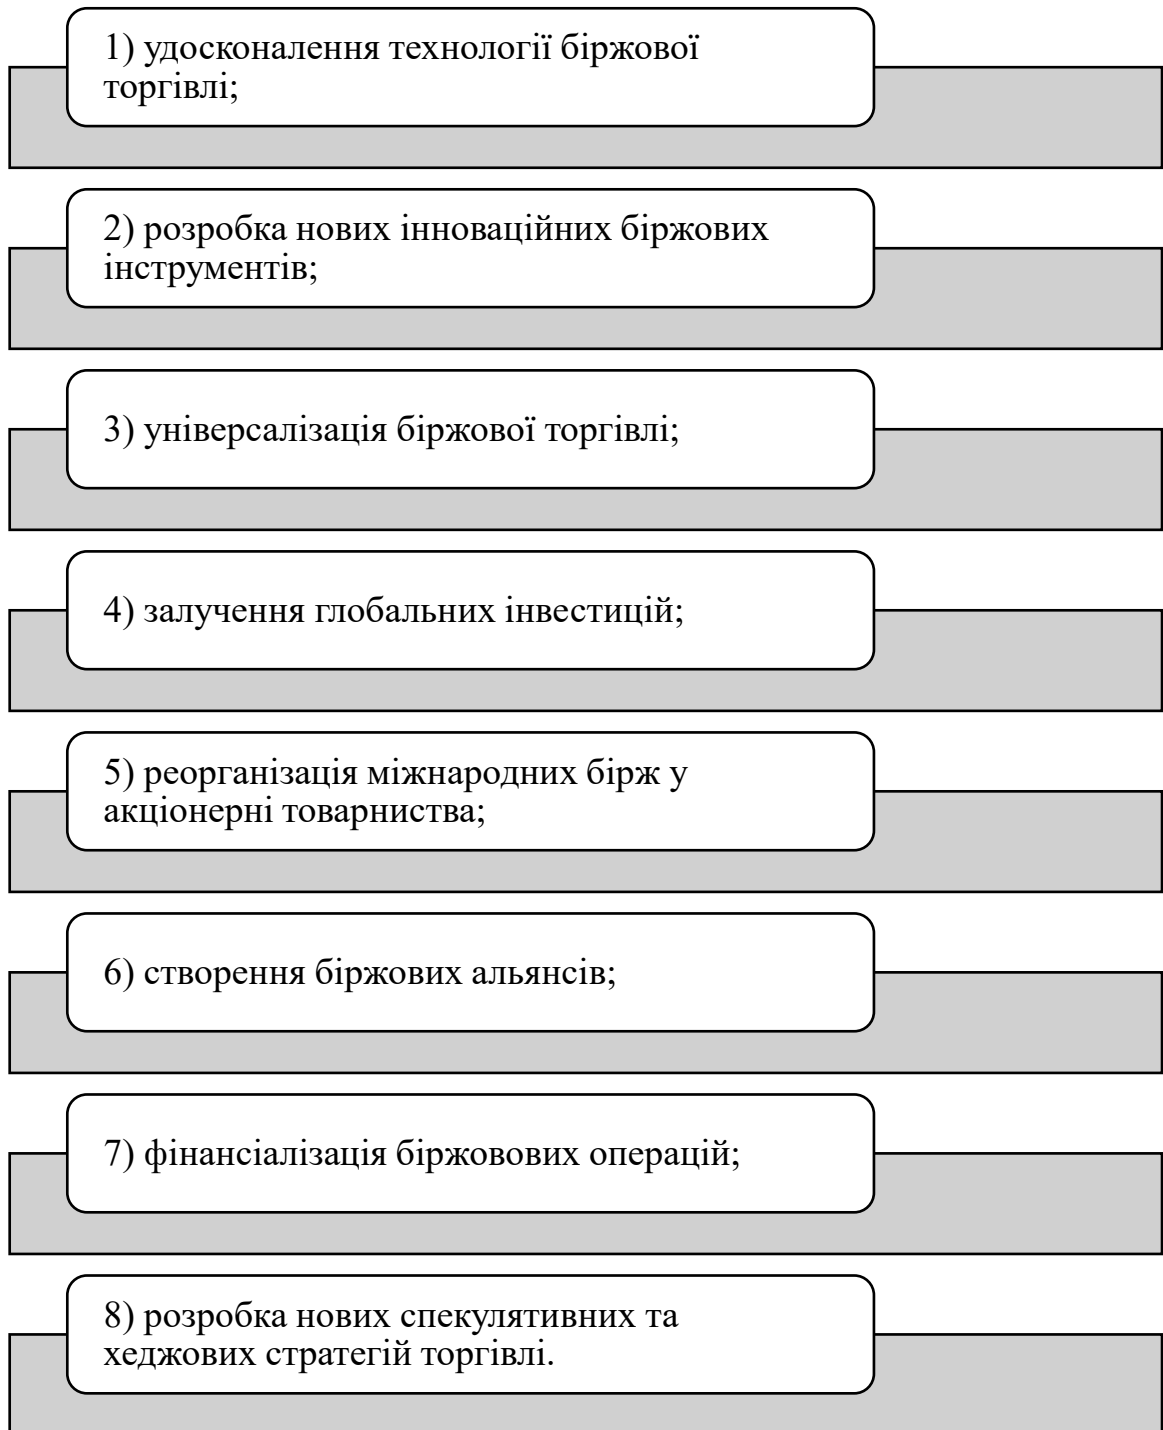 1) удосконалення технології біржової
торгівлі;
2) розробка нових інноваційних біржових
інструментів;
3) універсалізація біржової торгівлі;
4) залучення глобальних інвестицій;
5) реорганізація міжнародних бірж у
акціонерні товарниства;
6) створення біржових альянсів;
7) фінансіалізація біржовових операцій;
8) розробка нових спекулятивних та
хеджових стратегій торгівлі.